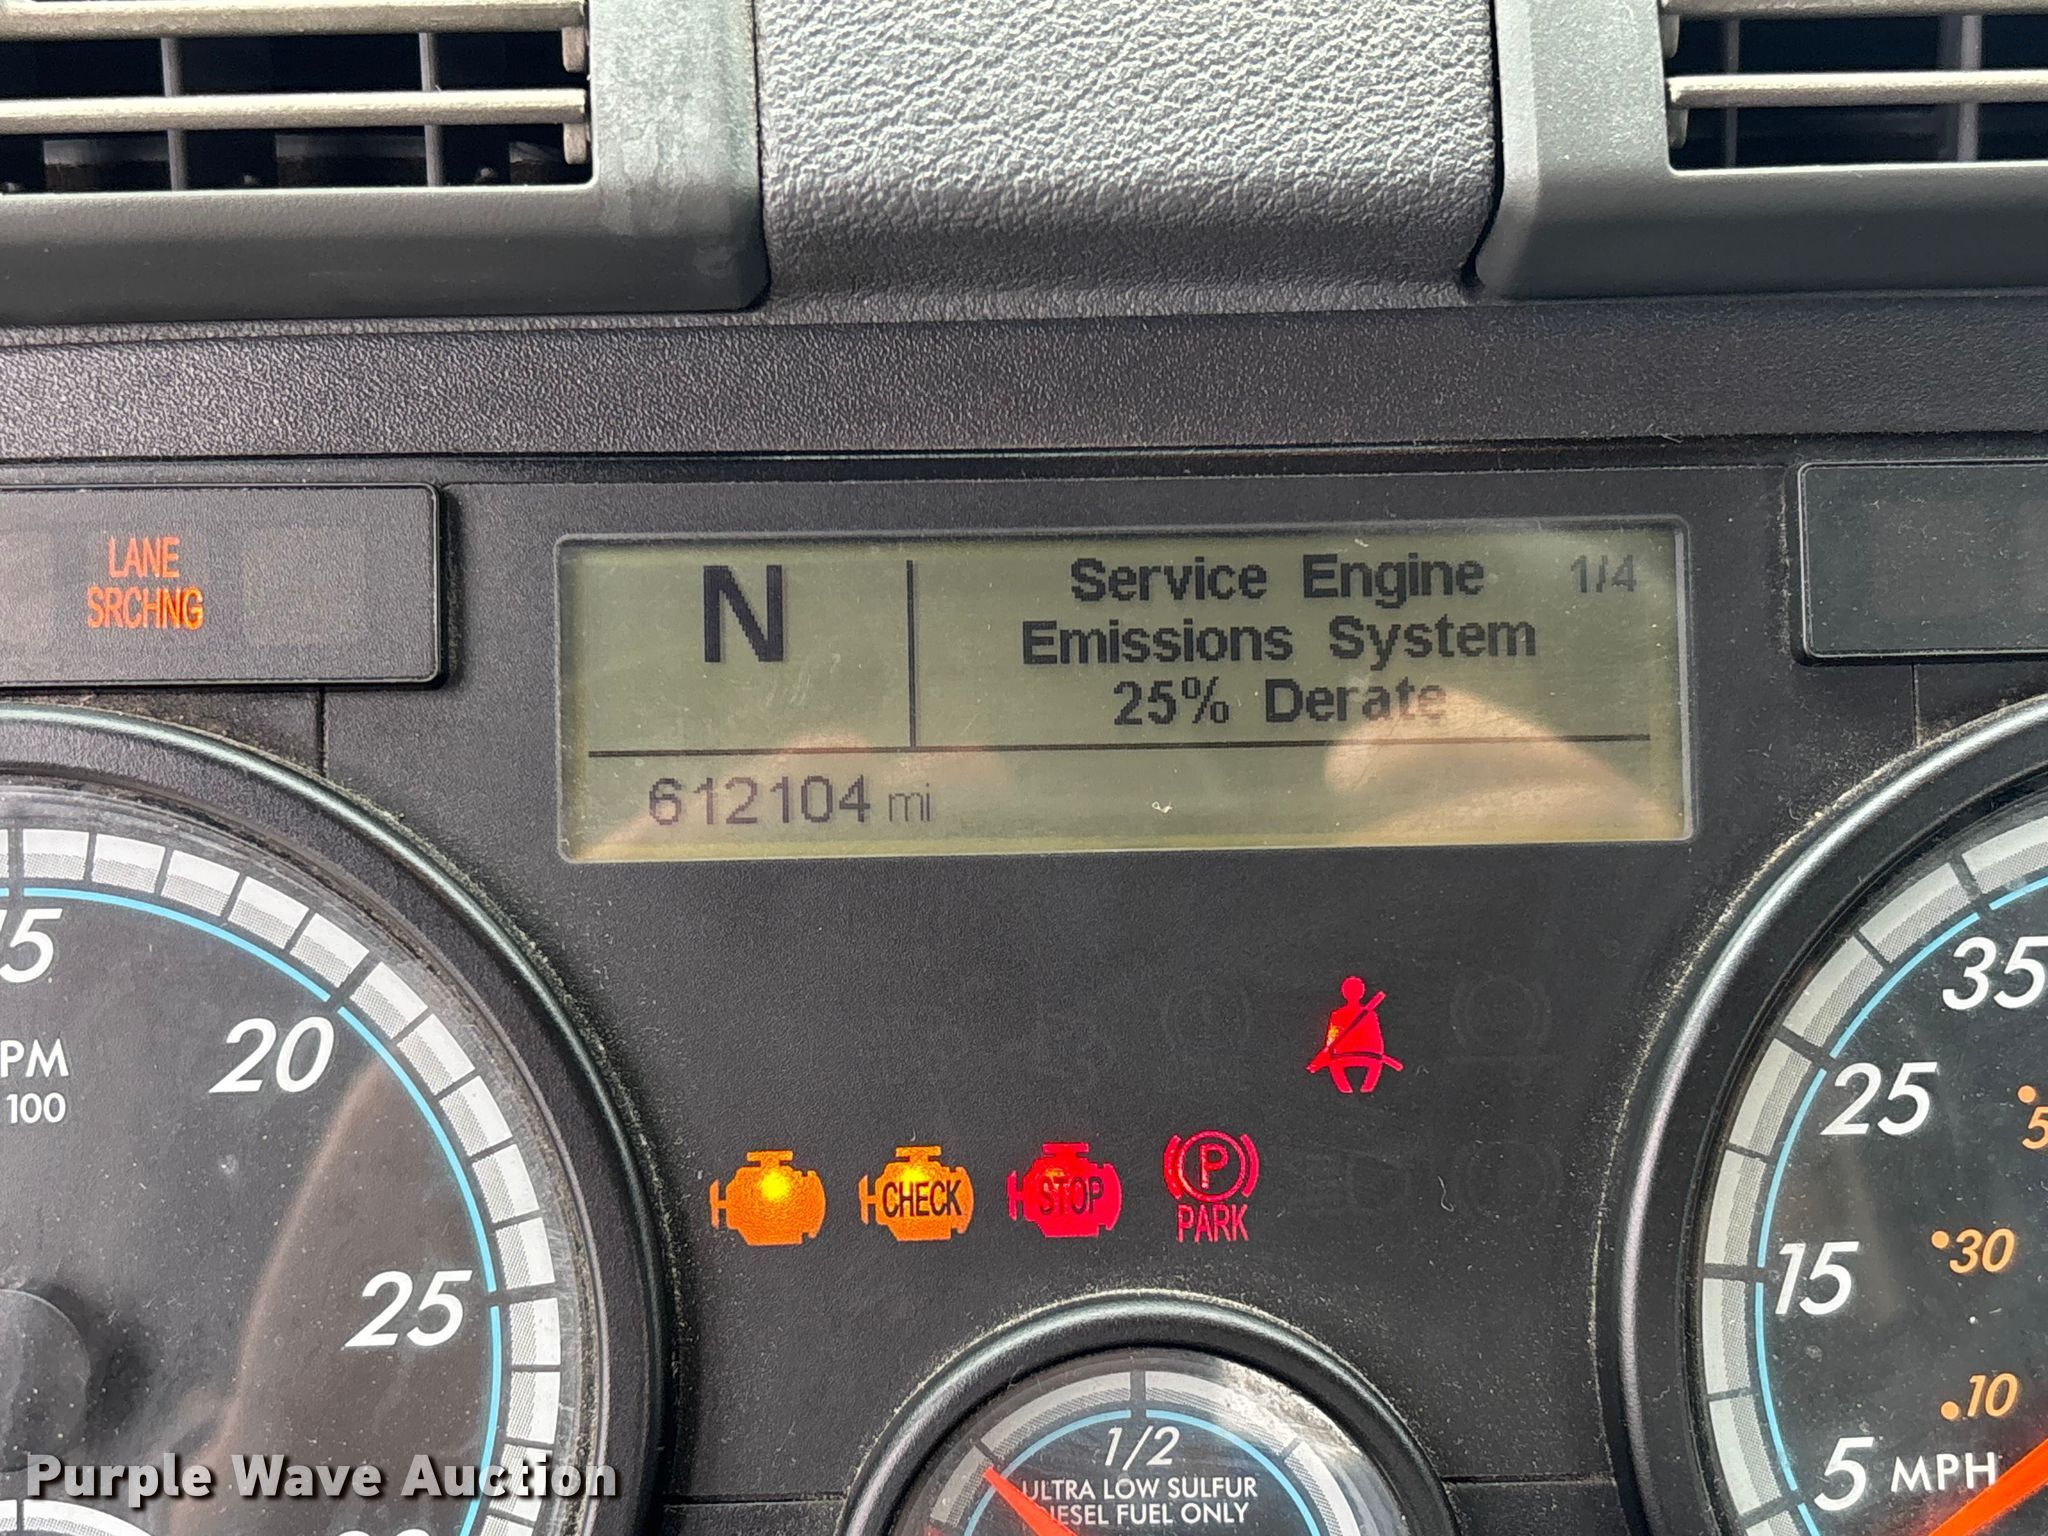 LANE
SRCHNG
N
Service Engine 1/4
Emissions System
25% Derate
612104 mi
15
20
25
PM
100
CHECK
STOP
P
PARK
35
25
15
5
MPH
30
10
1/2
ULTRA LOW SULFUR
DIESEL FUEL ONLY
Purple Wave Auction